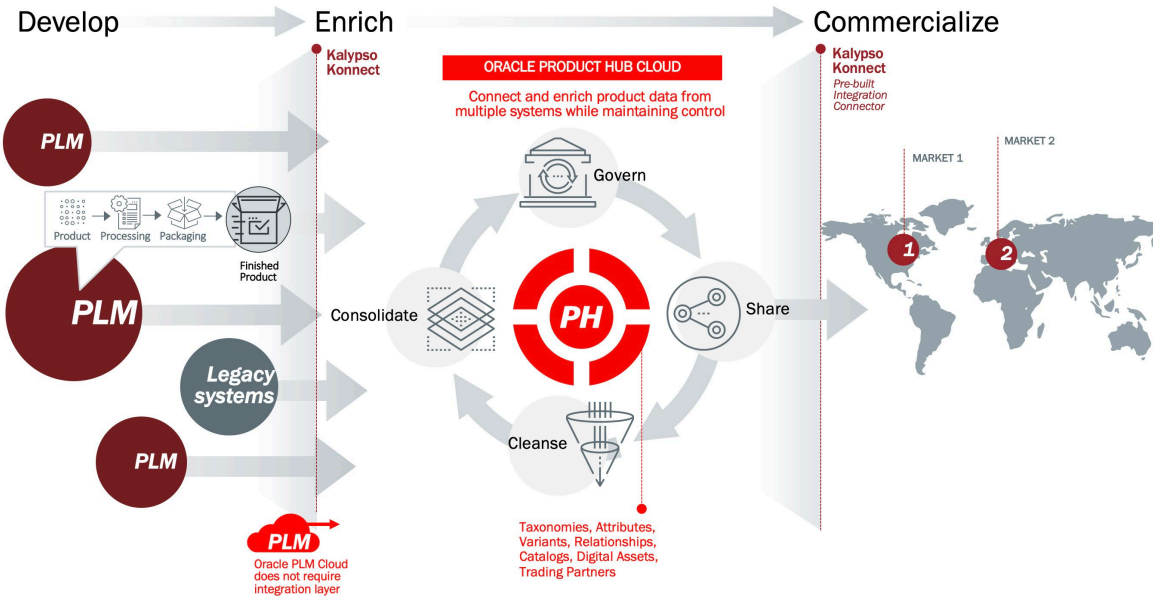 Develop
Enrich
Commercialize
Kalypso
Konnect
ORACLE PRODUCT HUB CLOUD
Connect and enrich product data from
multiple systems while maintaining control
Kalypso
Konnect
Pre-built
Integration
Connector
PLM
Product
Processing
Packaging
Finished
Product
PLM
Legacy
systems
PLM
PLM
Oracle PLM Cloud
does not require
integration layer
Govern
Consolidate
PH
Share
Cleanse
Taxonomies, Attributes,
Variants, Relationships,
Catalogs, Digital Assets,
Trading Partners
MARKET 1
MARKET 2
1
2